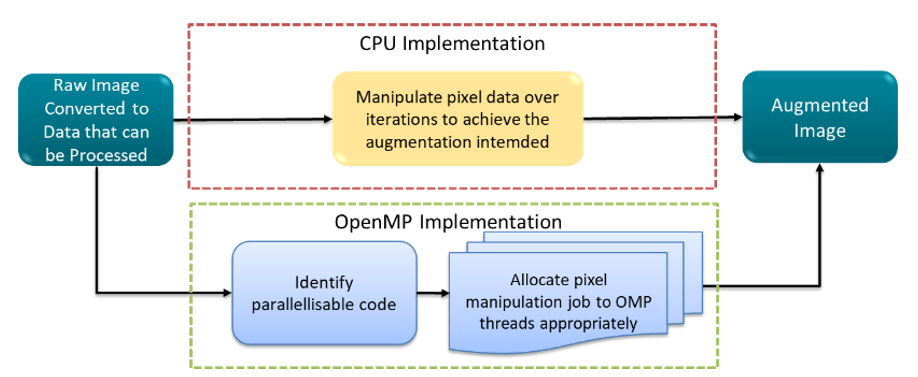 CPU Implementation
Raw Image
Converted to
Data that can
be Processed
Manipulate pixel data over
iterations to achieve the
augmentation intemded
Augmented
Image
OpenMP Implementation
Identify
parallellisable code
Allocate pixel
manipulation job to OMP
threads appropriately